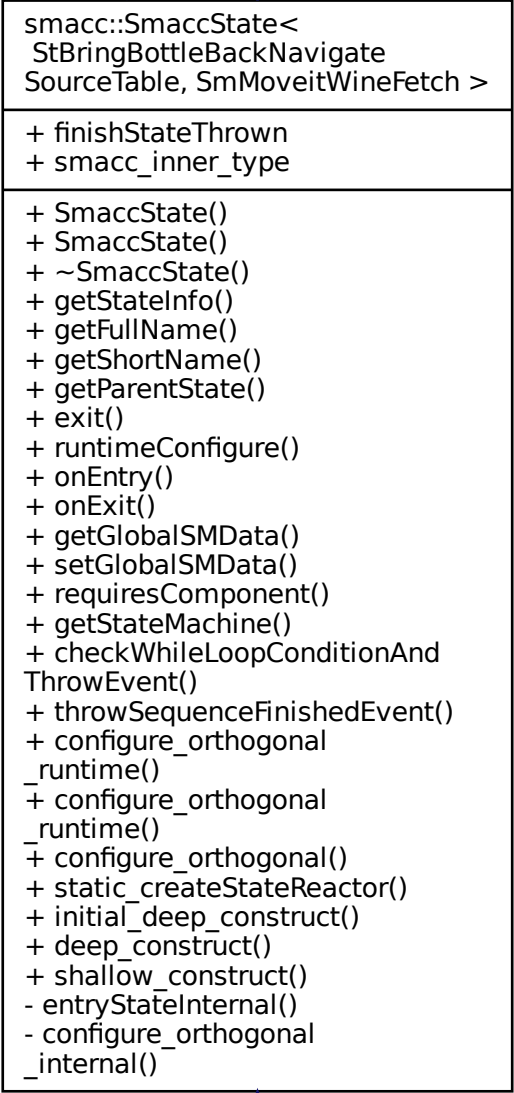 smacc::SmaccState<
StBringBottleBackNavigate
SourceTable, SmMoveitWineFetch >
+ finishStateThrown
+ smacc_inner_type
+ SmaccState()
+ SmaccState()
+ ~SmaccState()
+ getStateInfo()
+ getFullName()
+ getShortName()
+ getParentState()
+ exit()
+ runtimeConfigure()
+ onEntry()
+ onExit()
+ getGlobalSMData()
+ setGlobalSMData()
+ requiresComponent()
+ getStateMachine()
+ checkWhileLoopConditionAnd
ThrowEvent()
+ throwSequenceFinishedEvent()
+ configure_orthogonal
_runtime()
+ configure_orthogonal
_runtime()
+ configure_orthogonal()
+ static_createStateReactor()
+ initial_deep_construct()
+ deep_construct()
+ shallow_construct()
- entryStateInternal()
- configure_orthogonal
_internal()